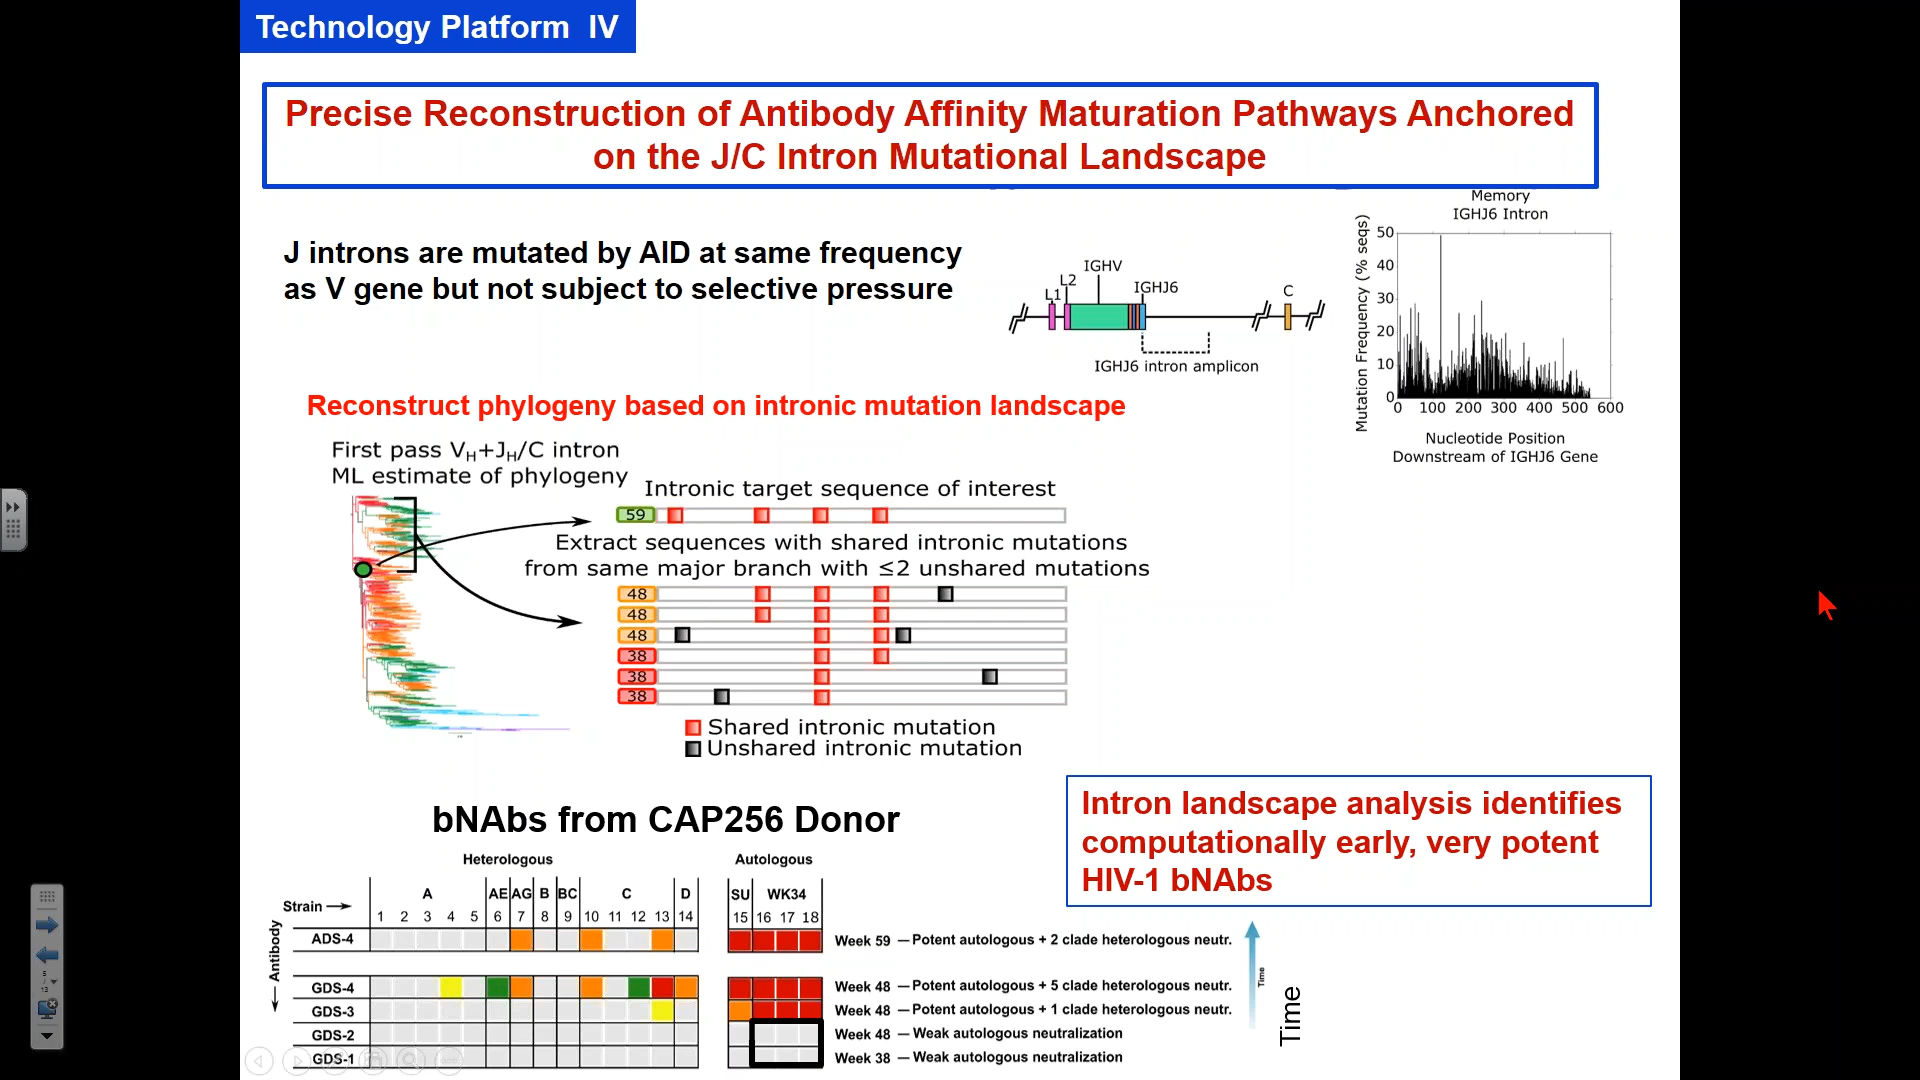 Technology Platform IV
Precise Reconstruction of Antibody Affinity Maturation Pathways Anchored
on the J/C Intron Mutational Landscape
J introns are mutated by AID at same frequency
as V gene but not subject to selective pressure
L1
L2
IGHV
IGHJ6
C
IGHJ6 intron amplicon
Memory
IGHJ6 Intron
Mutation Frequency (% seqs)
50
40
30
20
10
0
0 100 200 300 400 500 600
Nucleotide Position
Downstream of IGHJ6 Gene
Reconstruct phylogeny based on intronic mutation landscape
First pass VH+JH/C intron
ML estimate of phylogeny
Intronic target sequence of interest
59
Extract sequences with shared intronic mutations
from same major branch with ≤2 unshared mutations
48
48
48
38
38
38
Shared intronic mutation
Unshared intronic mutation
bNAbs from CAP256 Donor
Intron landscape analysis identifies
computationally early, very potent
HIV-1 bNAbs
Heterologous Autologous
Strain A AE AG B BC C D SU WK34
1 2 3 4 5 6 7 8 9 10 11 12 13 14 15 16 17 18
Antibody
ADS-4 Week 59 — Potent autologous + 2 clade heterologous neutr.
GDS-4 Week 48 — Potent autologous + 5 clade heterologous neutr.
GDS-3 Week 48 — Potent autologous + 1 clade heterologous neutr.
GDS-2 Week 48 — Weak autologous neutralization
GDS-1 Week 38 — Weak autologous neutralization
Time
Time
5
13